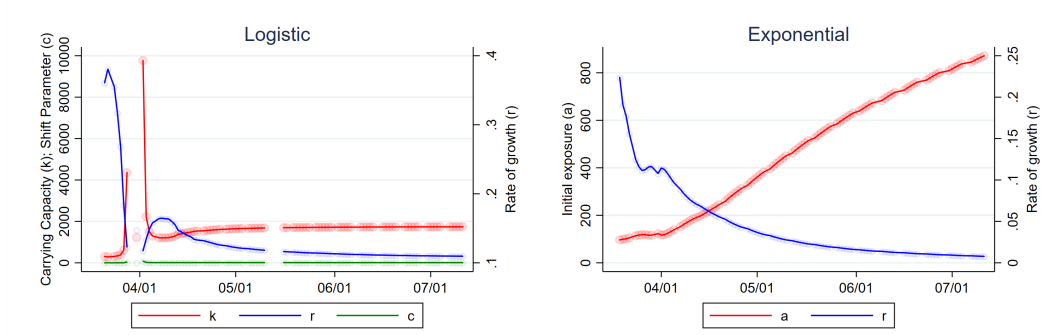 Logistic
Carrying Capacity (k); Shift Parameter (c)
0 2000 4000 6000 8000 10000
.1 .2 .3 .4
Rate of growth (r)
04/01 05/01 06/01 07/01
k r c
Exponential
Initial exposure (a)
0 200 400 600 800
0 .05 .1 .15 .2 .25
Rate of growth (r)
04/01 05/01 06/01 07/01
a r